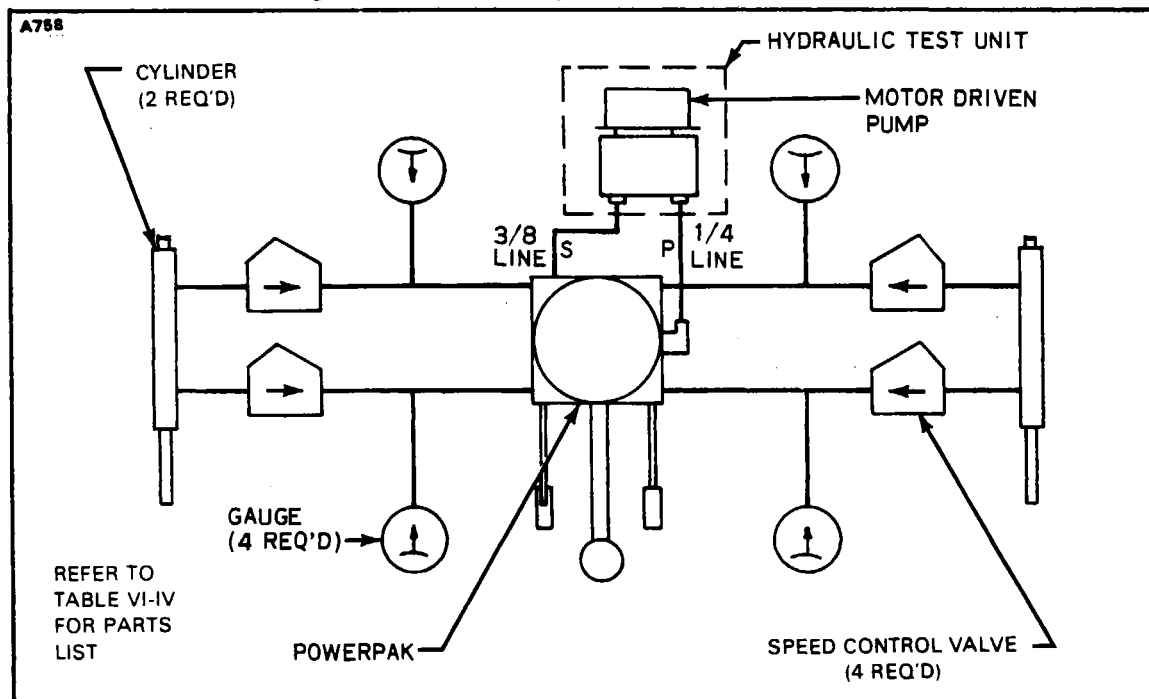 A758
HYDRAULIC TEST UNIT
CYLINDER
(2 REQ'D)
MOTOR DRIVEN
PUMP
3/8
LINE
S
P
1/4
LINE
GAUGE
(4 REQ'D)
REFER TO
TABLE VI-IV
FOR PARTS
LIST
POWERPAK
SPEED CONTROL VALVE
(4 REQ'D)